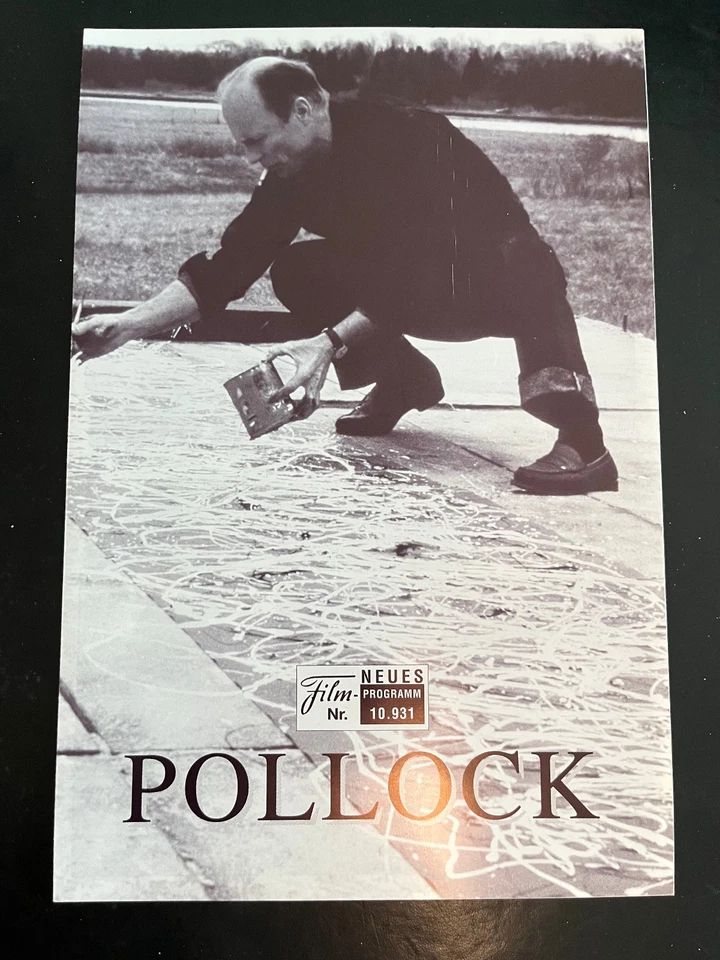 Film-
Nr.
NEUES
PROGRAMM
10.931
POLLOCK